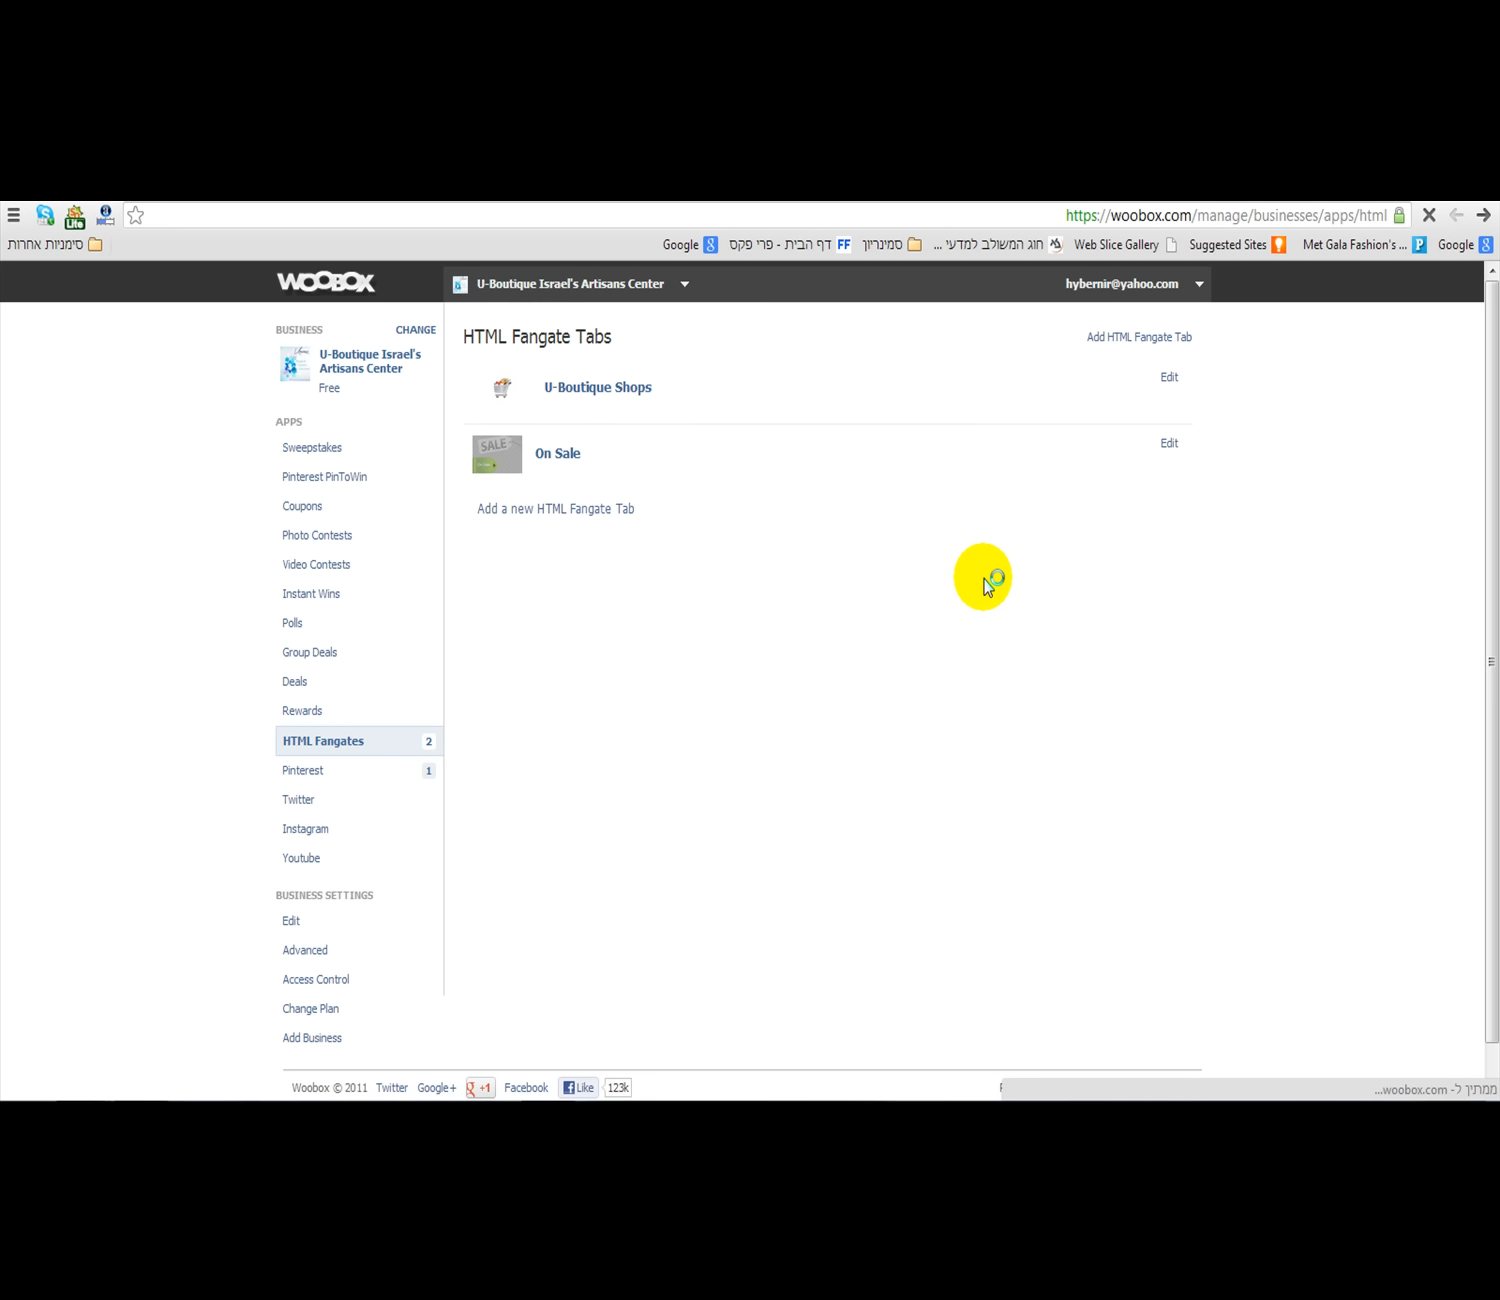 https://woobox.com/manage/businesses/apps/html
סימניות אחרות
Google
דף הבית - פרי פקס
FF
סמינריון
חוג המשולב למדעי ...
Web Slice Gallery
Suggested Sites
Met Gala Fashion's ...
Google
WOOBOX
U-Boutique Israel's Artisans Center
hybernir@yahoo.com
BUSINESS
CHANGE
U-Boutique Israel's
Artisans Center
Free
APPS
Sweepstakes
Pinterest PinToWin
Coupons
Photo Contests
Video Contests
Instant Wins
Polls
Group Deals
Deals
Rewards
HTML Fangates 2
Pinterest 1
Twitter
Instagram
Youtube
BUSINESS SETTINGS
Edit
Advanced
Access Control
Change Plan
Add Business
HTML Fangate Tabs
Add HTML Fangate Tab
U-Boutique Shops
Edit
SALE
On Sale
Edit
Add a new HTML Fangate Tab
Woobox © 2011 Twitter Google+ +1 Facebook Like 123k
ממתין ל- woobox.com...